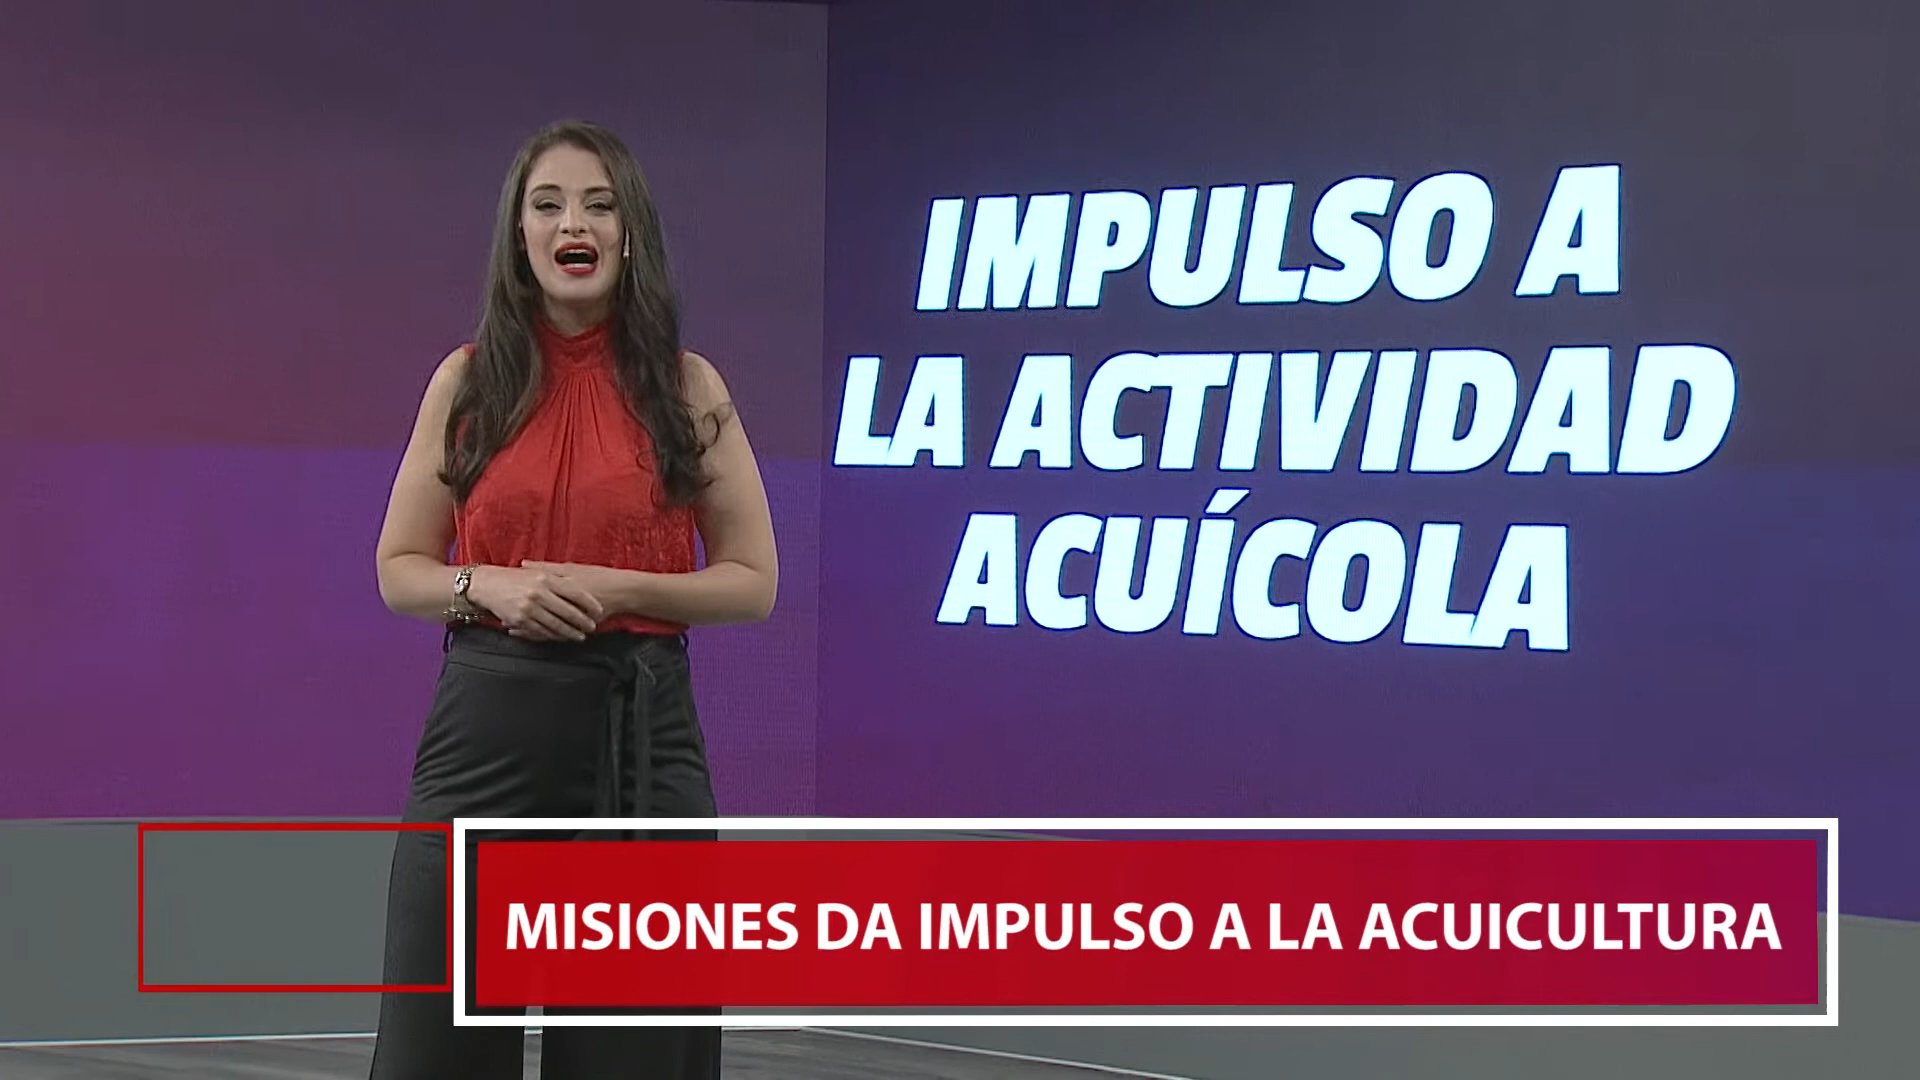 IMPULSO A
LA ACTIVIDAD
ACUÍCOLA
MISIONES DA IMPULSO A LA ACUICULTURA